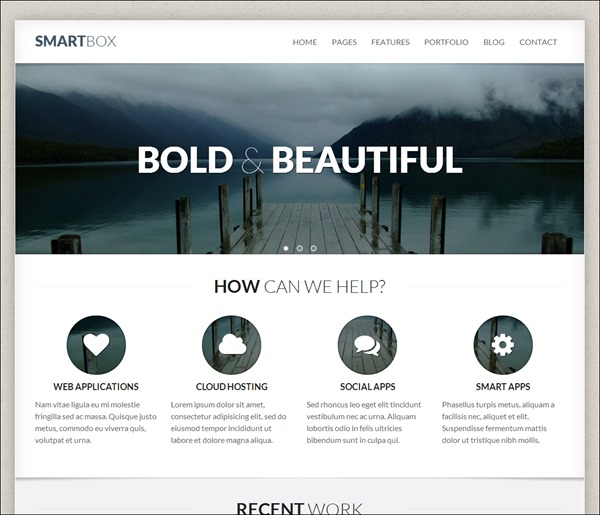 SMARTBOX
HOME PAGES FEATURES PORTFOLIO BLOG CONTACT
BOLD & BEAUTIFUL
HOW CAN WE HELP?
WEB APPLICATIONS
Nam vitae ligula eu mi molestie
fringilla sed ac massa. Quisque justo
metus, commodo eu viverra quis,
volutpat et urna.
CLOUD HOSTING
Lorem ipsum dolor sit amet,
consectetur adipisicing elit, sed do
eiusmod tempor incididunt ut
labore et dolore magna aliqua.
SOCIAL APPS
Sed rhoncus leo eget elit tincidunt
vestibulum nec ac urna. Aliquam
lobortis odio in felis ultricies
bibendum sunt in culpa qui.
SMART APPS
Phasellus turpis metus, aliquam a
facilisis nec, aliquet et elit.
Suspendisse fermentum mattis
dolor ut tristique nibh mollis.
RECENT WORK